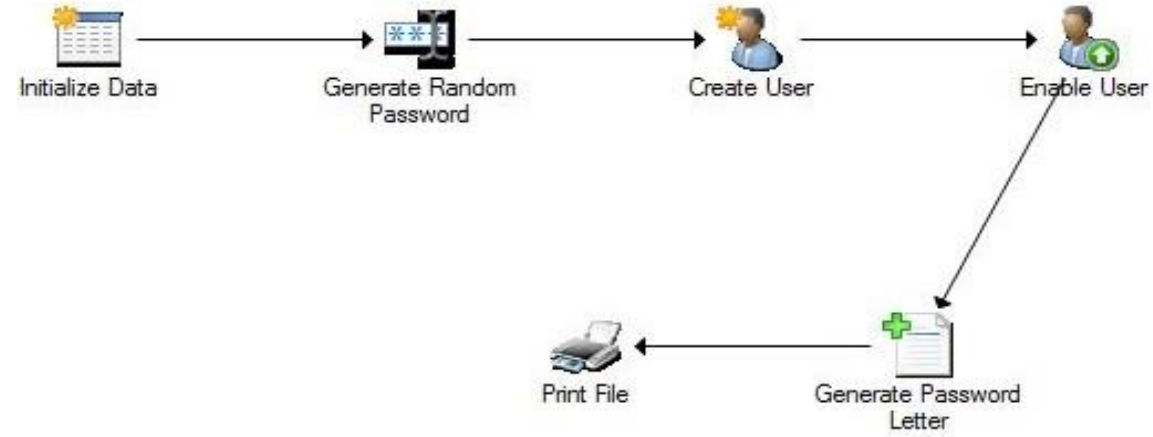 Initialize Data
Generate Random
Password
Create User
Enable User
Print File
Generate Password
Letter